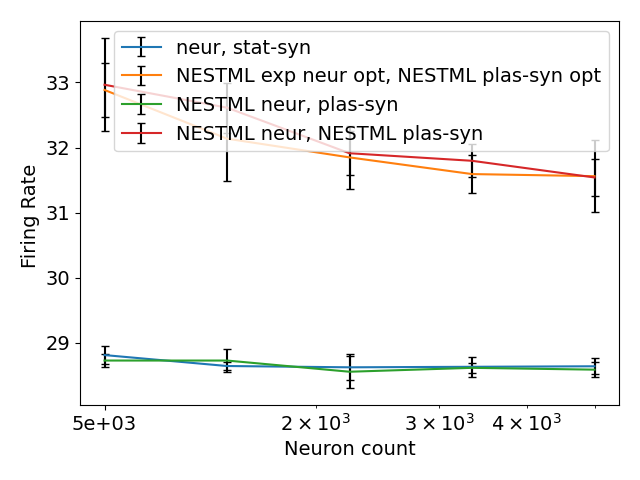 neur, stat-syn
NESTML exp neur opt, NESTML plas-syn opt
NESTML neur, plas-syn
NESTML neur, NESTML plas-syn
Firing Rate
33
32
31
30
29
5e+03
2 × 10³
3 × 10³
4 × 10³
Neuron count